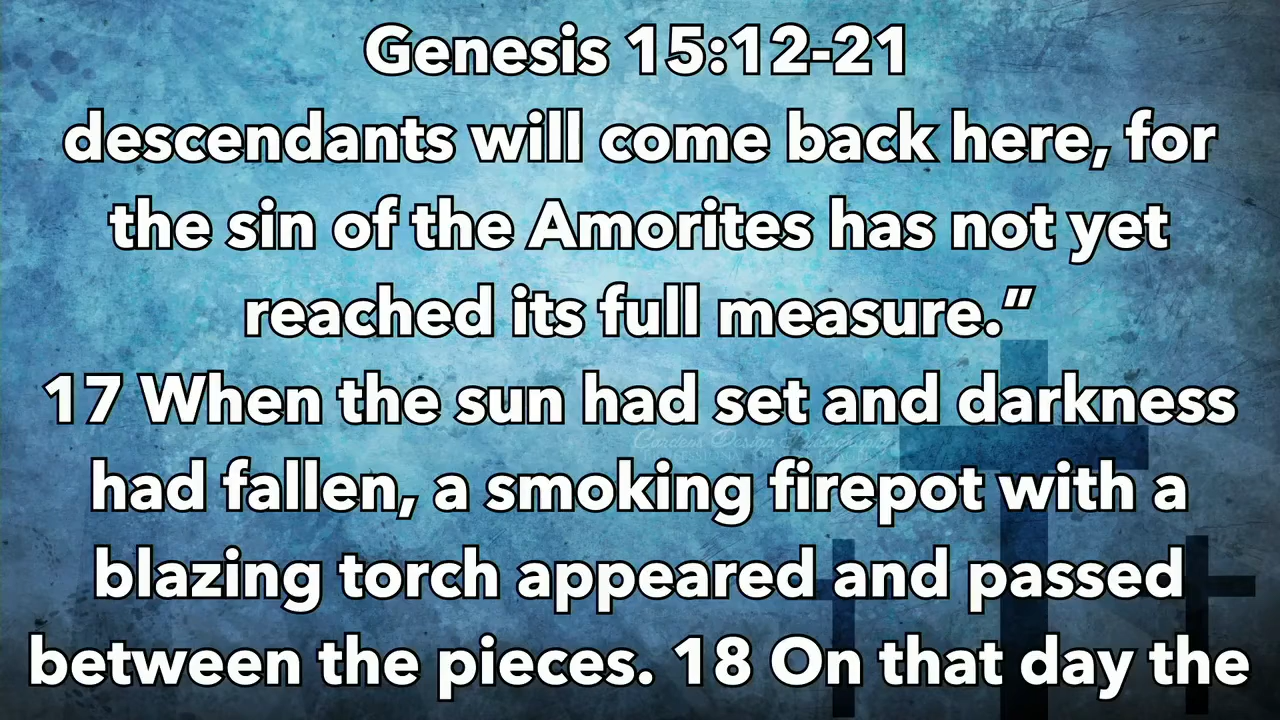 Genesis 15:12-21
descendants will come back here, for
the sin of the Amorites has not yet
reached its full measure.”
17 When the sun had set and darkness
had fallen, a smoking firepot with a
blazing torch appeared and passed
between the pieces. 18 On that day the